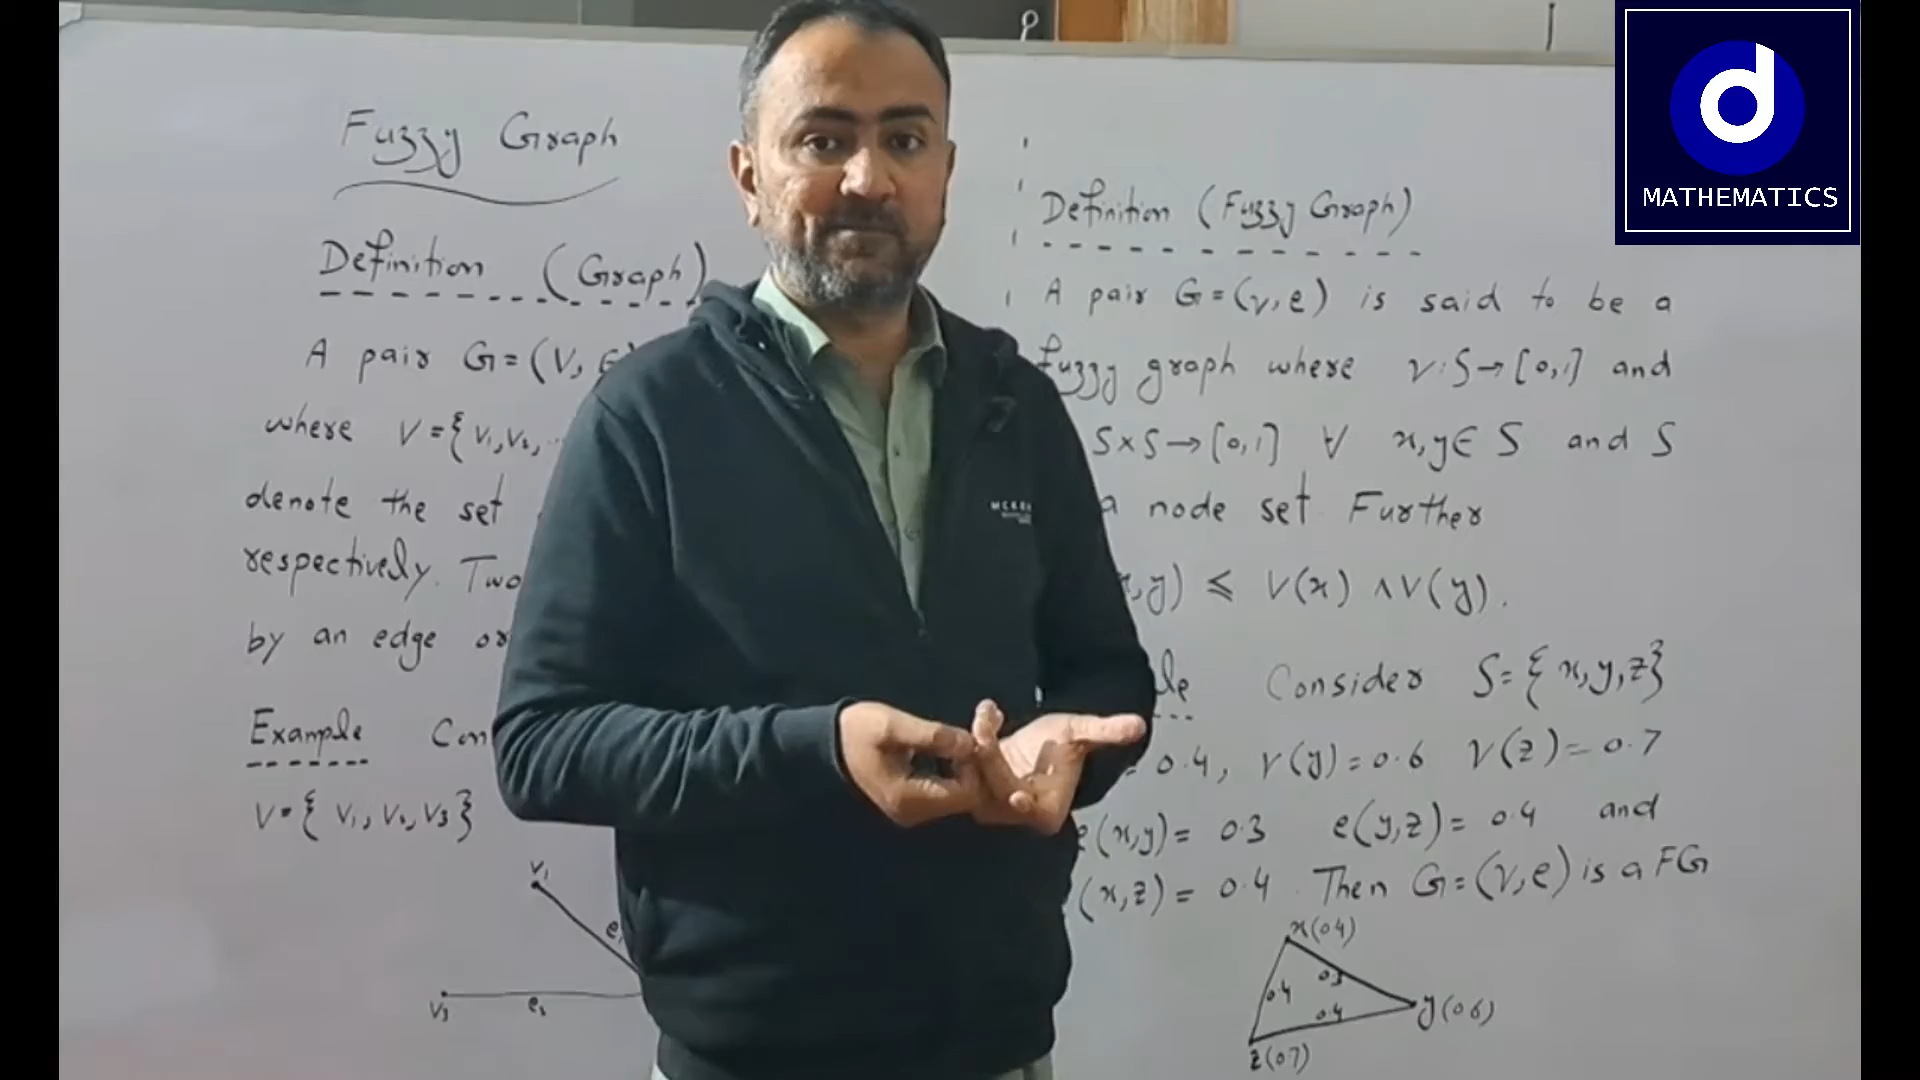 Fuzzy Graph
Definition (Graph)
A pair G = (V, E
where V = { v₁, v₂, ..
denote the set
respectively. Two
by an edge or
Example Con
V = { v₁, v₂, v₃ }
v₁
e₁
v₃
e₂
Definition (Fuzzy Graph)
A pair G = (v, e) is said to be a
fuzzy graph where v : S → [0,1] and
S × S → [0,1] ∀ x, y ∈ S and S
a node set. Further
x, y) ⩽ v(x) ∧ v(y).
le Consider S = { x, y, z }
= 0.4, v(y) = 0.6 v(z) = 0.7
e(x,y) = 0.3 e(y,z) = 0.4 and
(x,z) = 0.4. Then G = (v, e) is a FG
x(0.4)
0.3
0.4
0.4
y(0.6)
z(0.7)
d
MATHEMATICS